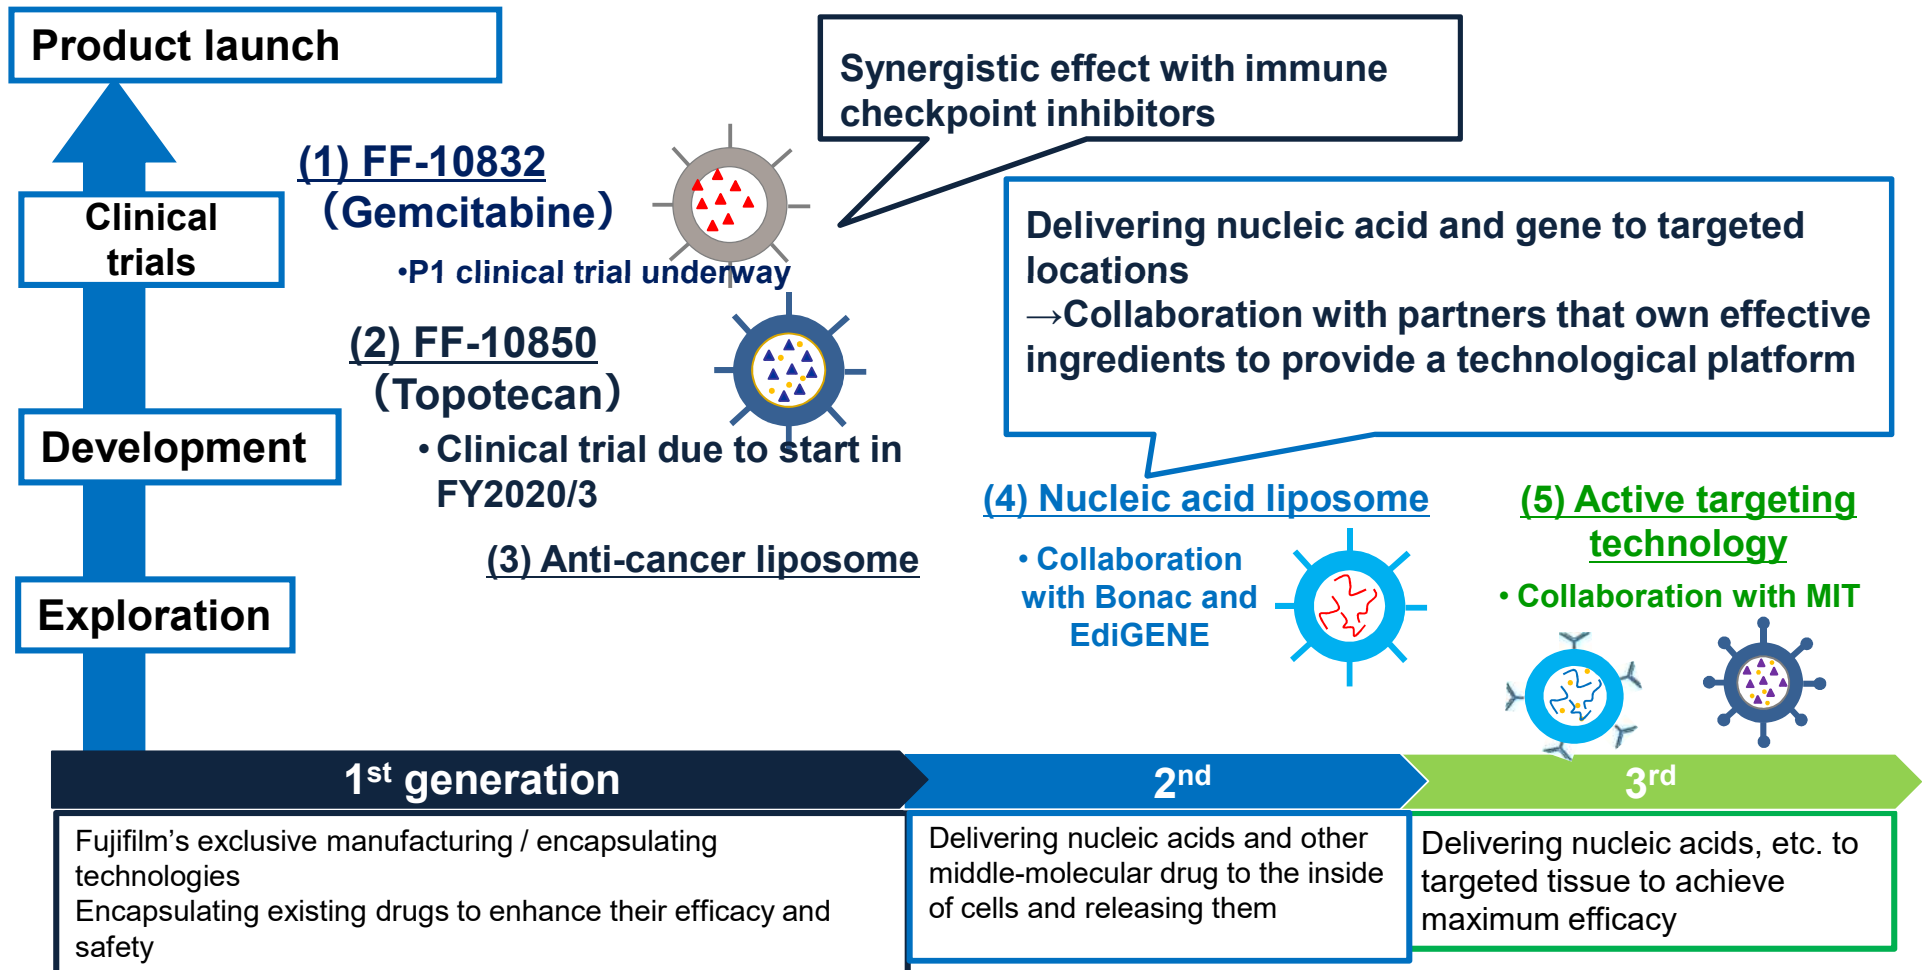 Product launch
Synergistic effect with immune
checkpoint inhibitors
(1) FF-10832
（Gemcitabine）
•P1 clinical trial underway
Clinical
trials
Delivering nucleic acid and gene to targeted
locations
→Collaboration with partners that own effective
ingredients to provide a technological platform
(2) FF-10850
（Topotecan）
• Clinical trial due to start in
FY2020/3
Development
(3) Anti-cancer liposome
(4) Nucleic acid liposome
• Collaboration
with Bonac and
EdiGENE
(5) Active targeting
technology
• Collaboration with MIT
Exploration
1st generation
2nd
3rd
Fujifilm's exclusive manufacturing / encapsulating
technologies
Encapsulating existing drugs to enhance their efficacy and
safety
Delivering nucleic acids and other
middle-molecular drug to the inside
of cells and releasing them
Delivering nucleic acids, etc. to
targeted tissue to achieve
maximum efficacy